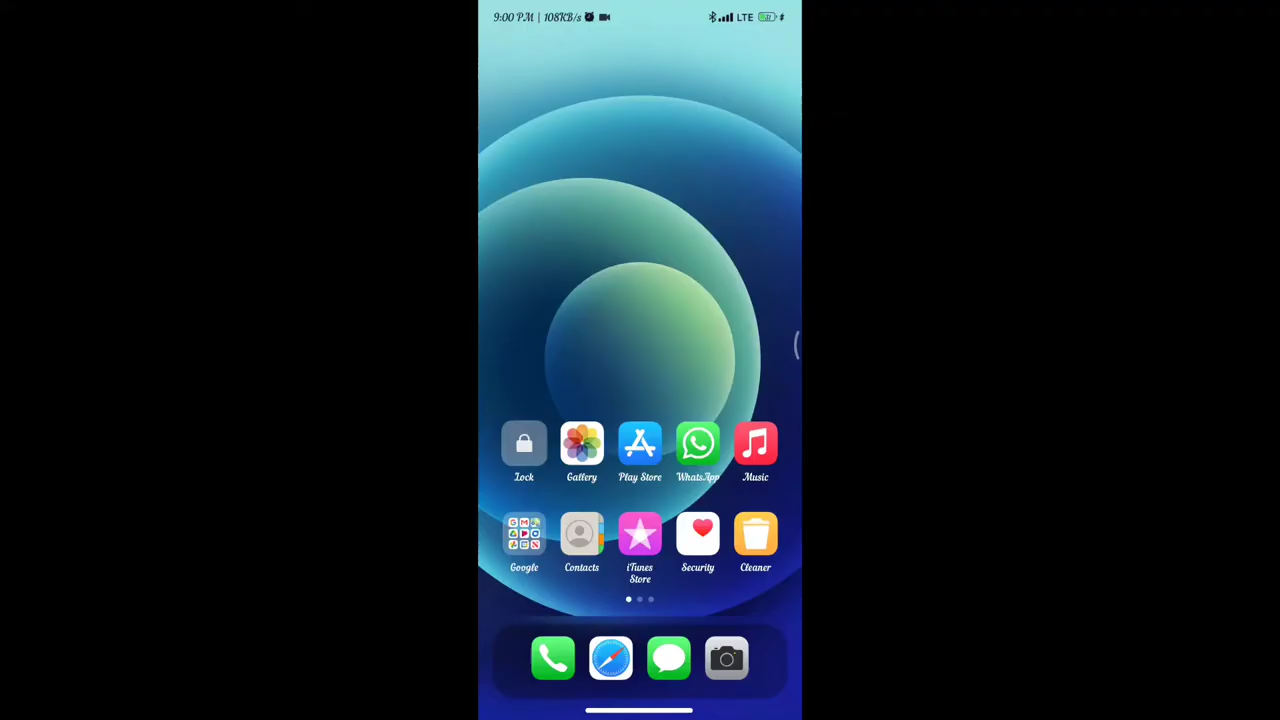 9:00 PM | 108KB/s LTE
Lock Gallery Play Store WhatsApp Music
Google Contacts iTunes Store Security Cleaner